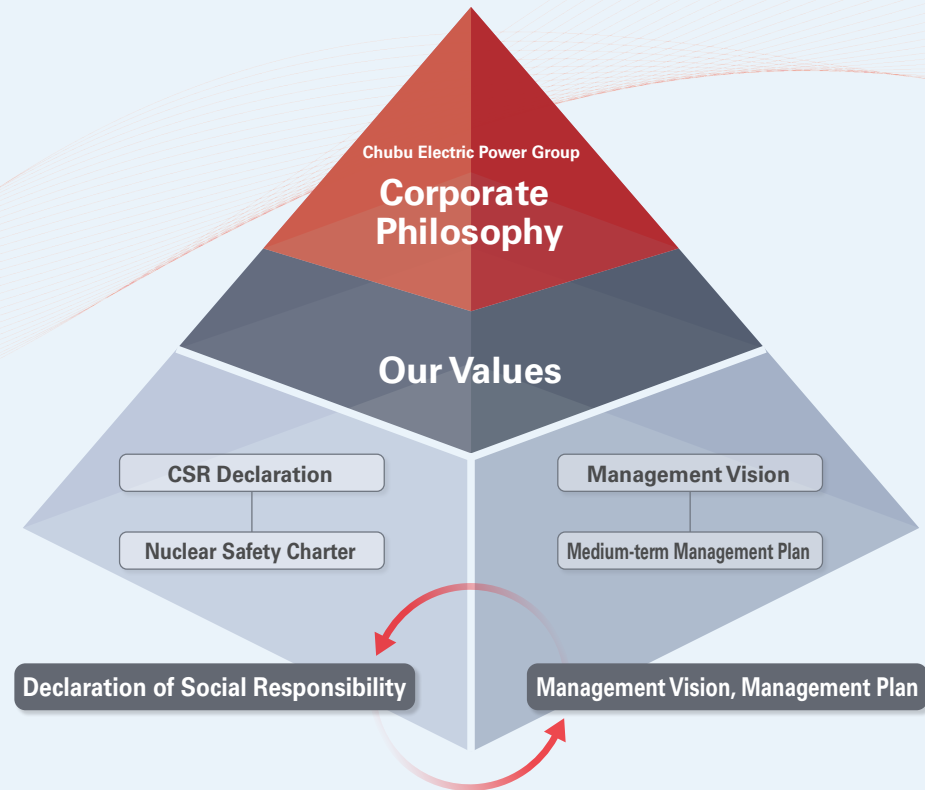 Chubu Electric Power Group
Corporate
Philosophy
Our Values
CSR Declaration
Nuclear Safety Charter
Management Vision
Medium-term Management Plan
Declaration of Social Responsibility
Management Vision, Management Plan